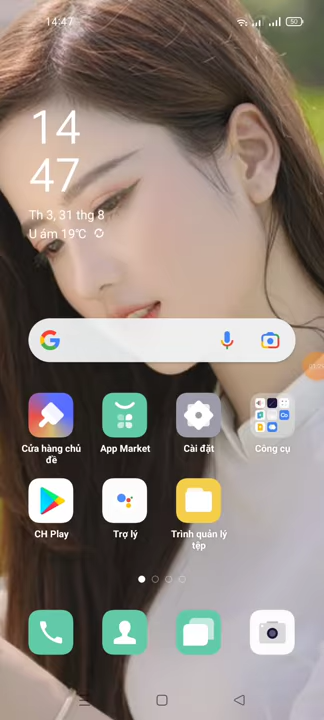 14:47
50
14
47
Th 3, 31 thg 8
U ám 19°C
Cửa hàng chủ
đề
App Market
Cài đặt
Công cụ
CH Play
Trợ lý
Trình quản lý
tệp